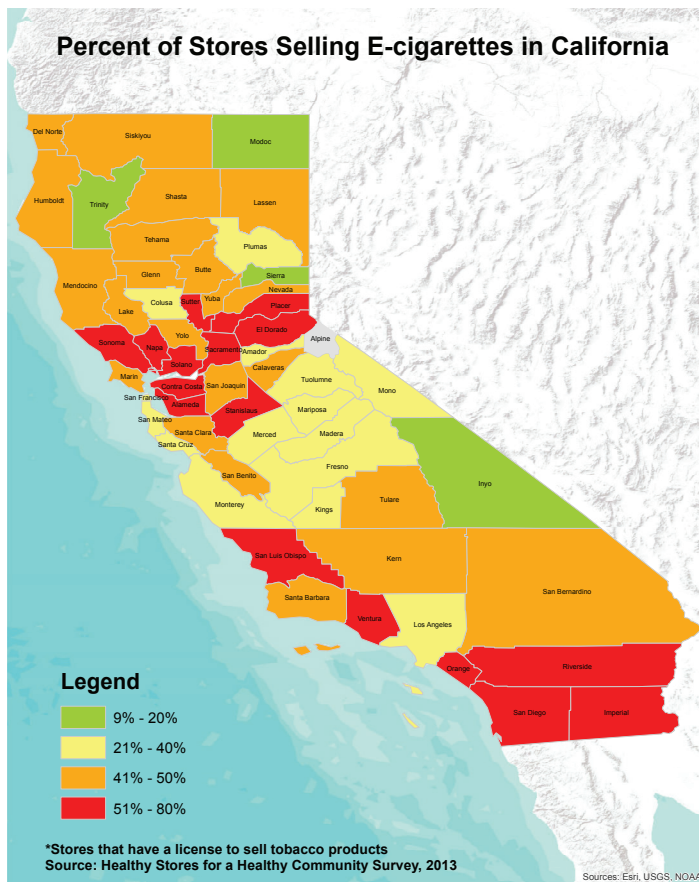 Percent of Stores Selling E-cigarettes in California
Del Norte
Siskiyou
Modoc
Humboldt
Trinity
Shasta
Lassen
Tehama
Plumas
Mendocino
Glenn
Butte
Sierra
Nevada
Lake
Colusa
Sutter
Yuba
Placer
El Dorado
Sonoma
Napa
Yolo
Sacramento
Amador
Alpine
Solano
Calaveras
Marin
Contra Costa
San Joaquin
Tuolumne
Mono
San Francisco
Alameda
Stanislaus
Mariposa
San Mateo
Santa Clara
Merced
Madera
Santa Cruz
Fresno
San Benito
Inyo
Monterey
Kings
Tulare
San Luis Obispo
Kern
Santa Barbara
San Bernardino
Ventura
Los Angeles
Orange
Riverside
San Diego
Imperial
Legend
9% - 20%
21% - 40%
41% - 50%
51% - 80%
*Stores that have a license to sell tobacco products
Source: Healthy Stores for a Healthy Community Survey, 2013
Sources: Esri, USGS, NOAA